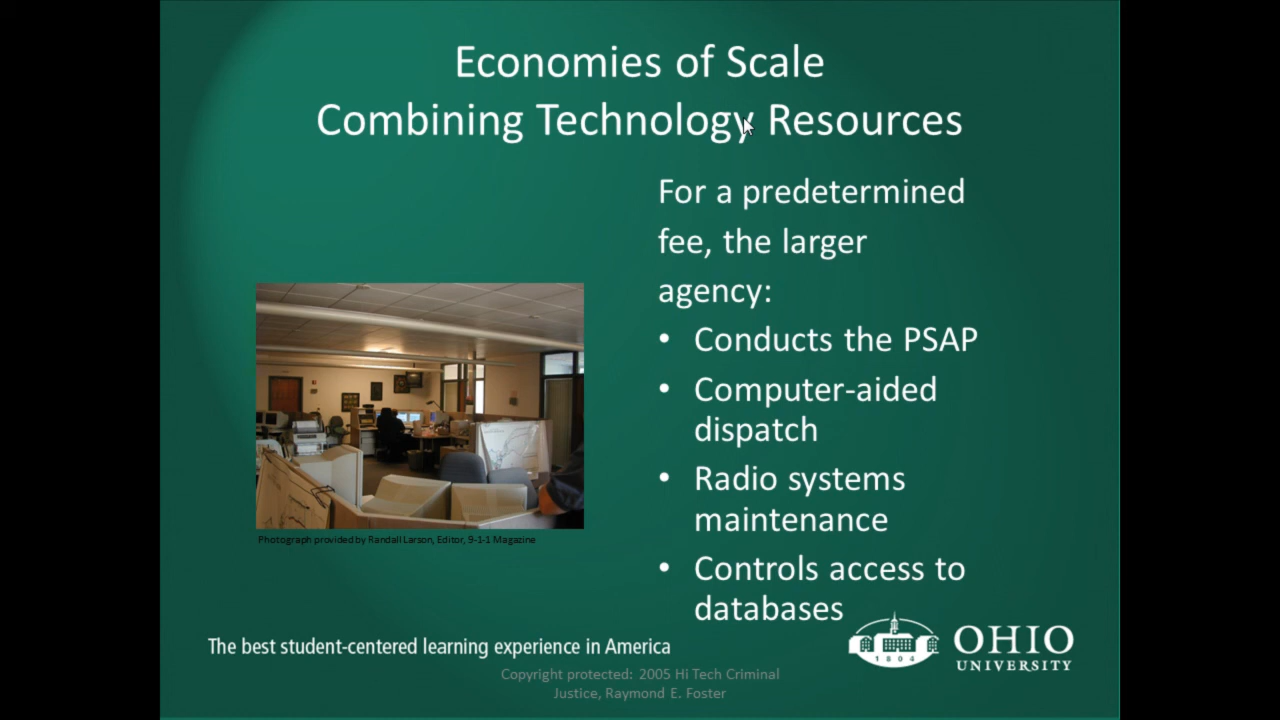 Economies of Scale
Combining Technology Resources
For a predetermined
fee, the larger
agency:
• Conducts the PSAP
• Computer-aided
dispatch
• Radio systems
maintenance
• Controls access to
databases
Photograph provided by Randall Larson, Editor, 9-1-1 Magazine
The best student-centered learning experience in America
1804
OHIO
UNIVERSITY
Copyright protected: 2005 Hi Tech Criminal
Justice, Raymond E. Foster